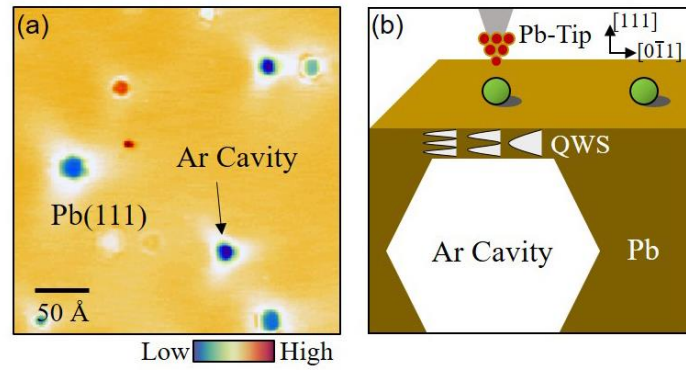 (a)
Ar Cavity
Pb(111)
50 Å
Low High
(b)
Pb-Tip
[111]
[01̅1]
QWS
Ar Cavity
Pb